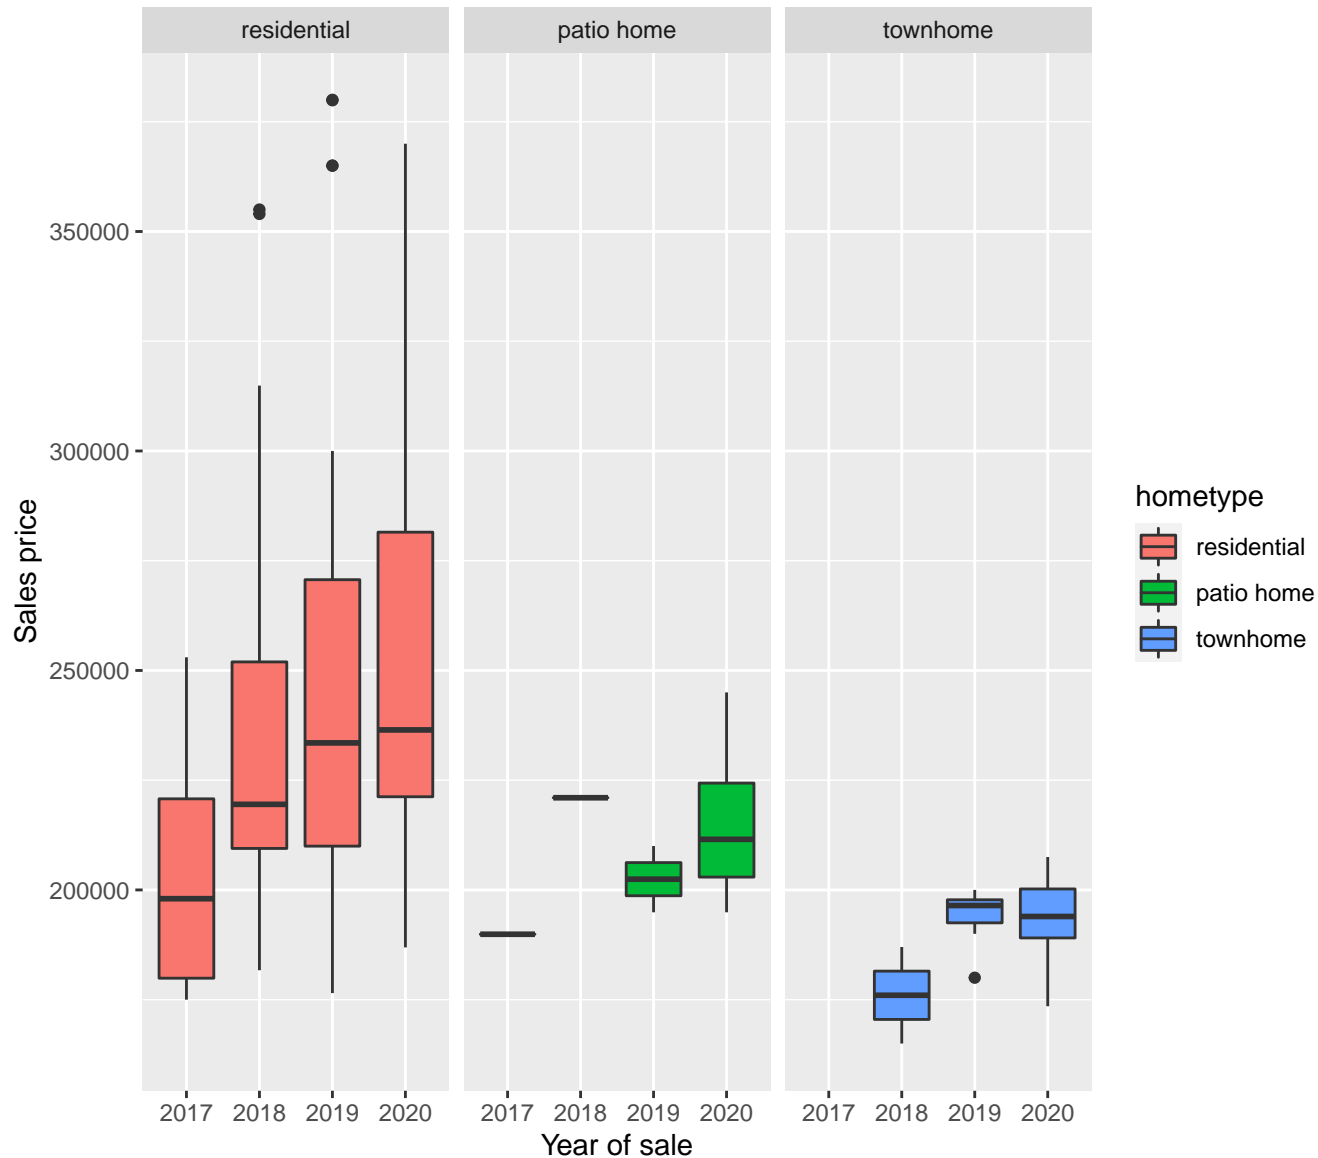 residential patio home townhome
350000
300000
250000
200000
Sales price
2017 2018 2019 2020 2017 2018 2019 2020 2017 2018 2019 2020
Year of sale
hometype
residential
patio home
townhome